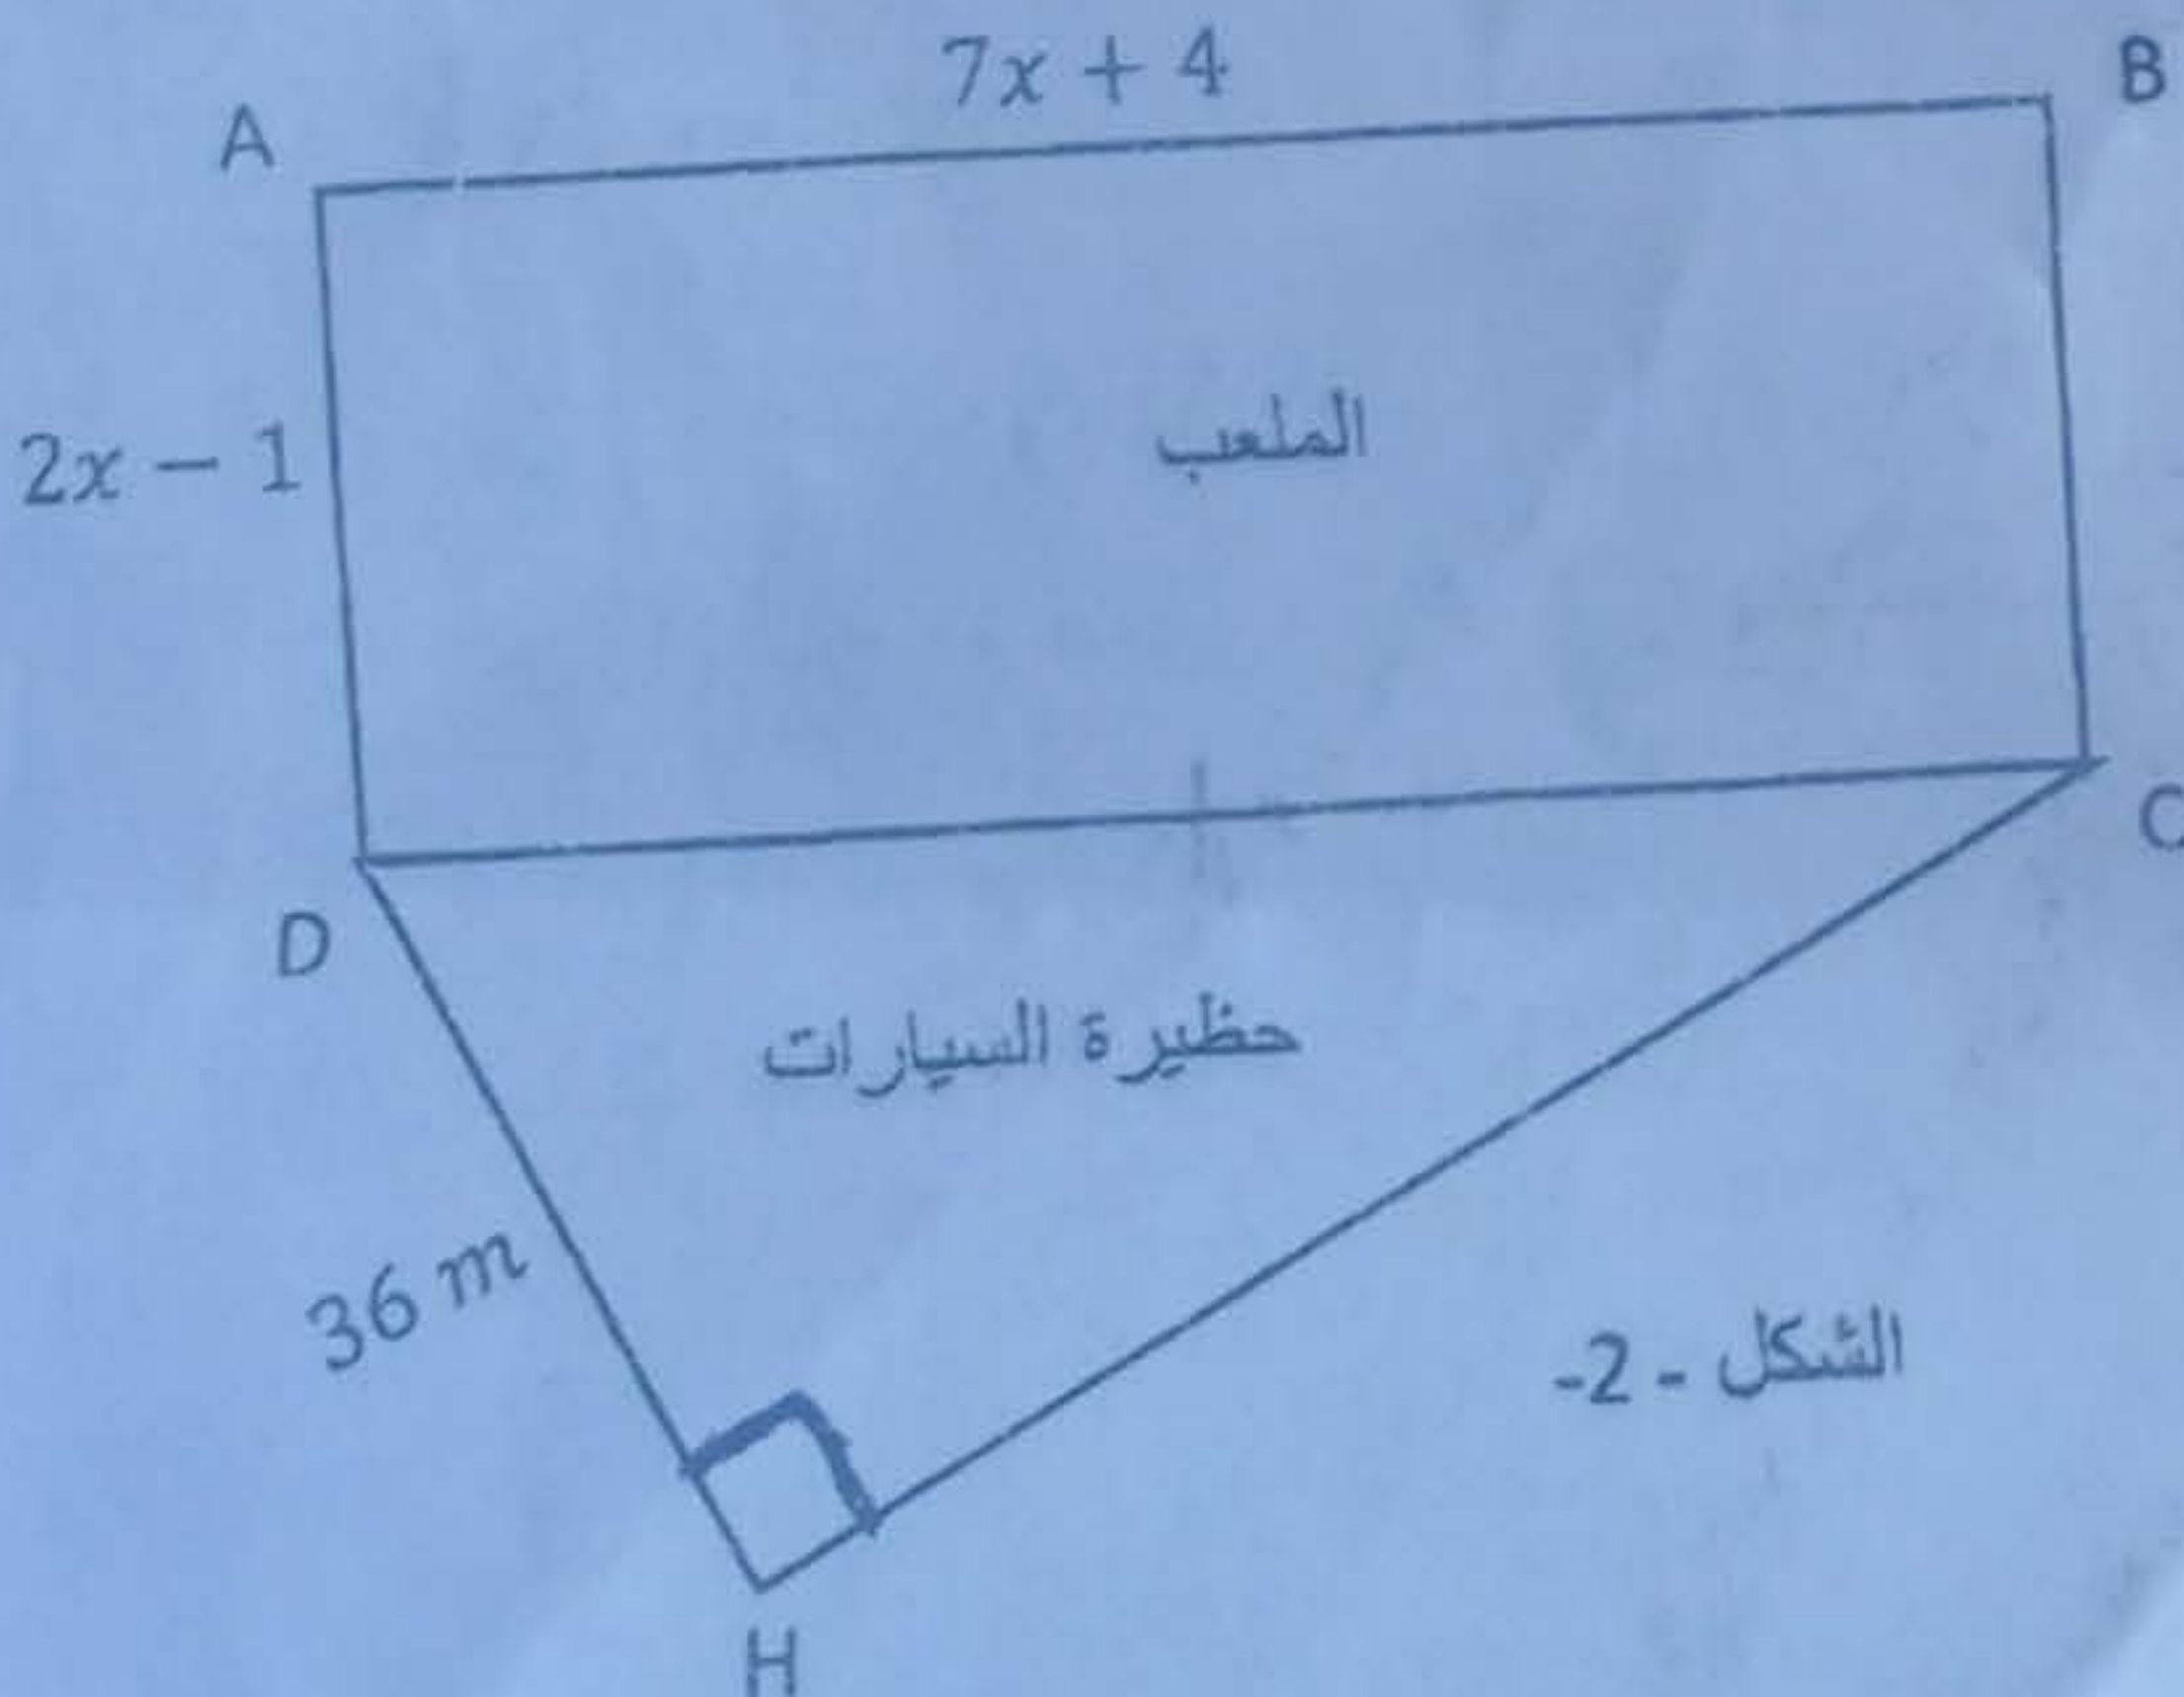 7x + 4
A
B
2x − 1
الملعب
D
C
حظيرة السيارات
36 m
الشكل - 2-
H